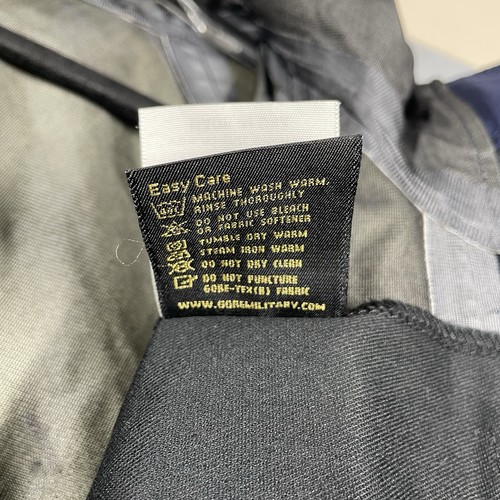 Easy Care
MACHINE WASH WARM.
RINSE THOROUGHLY
DO NOT USE BLEACH
OR FABRIC SOFTENER
TUMBLE DRY WARM
STEAM IRON WARM
DO NOT DRY CLEAN
DO NOT PUNCTURE
GORE-TEX(R) FABRIC
WWW.GOREMILITARY.COM